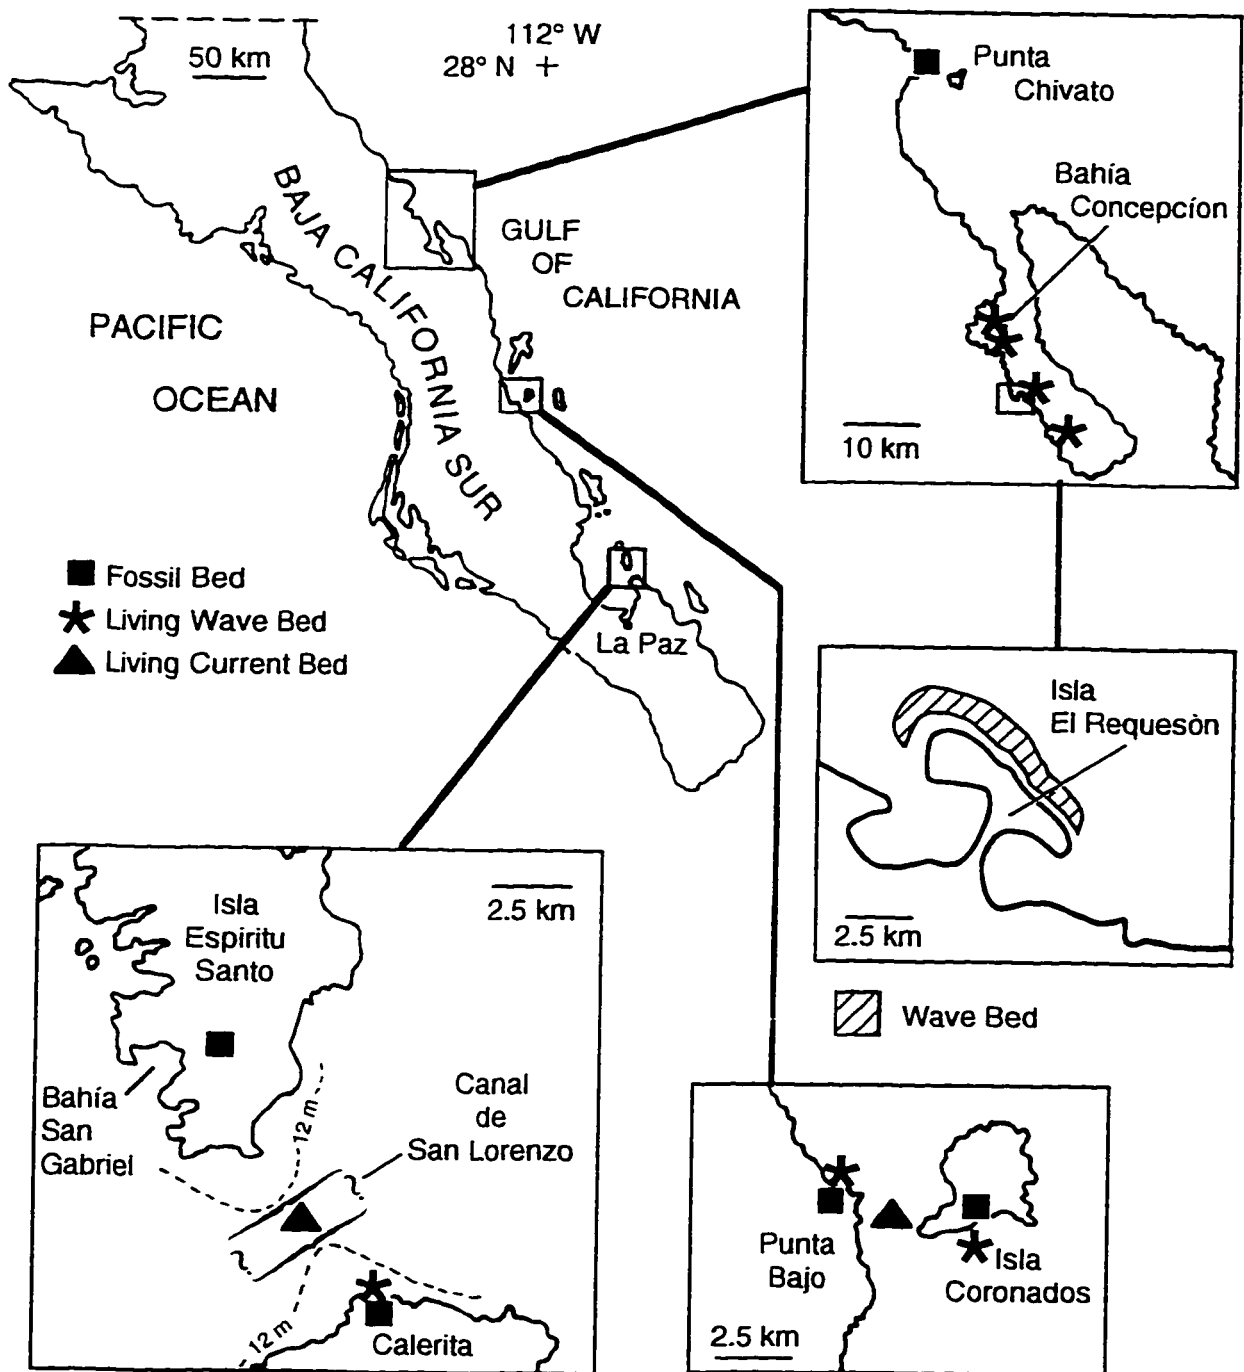 50 km
112° W
28° N +
BAJA CALIFORNIA SUR
GULF
OF
CALIFORNIA
PACIFIC
OCEAN
Fossil Bed
Living Wave Bed
Living Current Bed
La Paz
Punta
Chivato
Bahía
Concepcíon
10 km
Isla
El Requesòn
2.5 km
Wave Bed
2.5 km
Isla
Espiritu
Santo
Bahía
San
Gabriel
12 m
Canal
de
San Lorenzo
12 m
Calerita
Punta
Bajo
Isla
Coronados
2.5 km